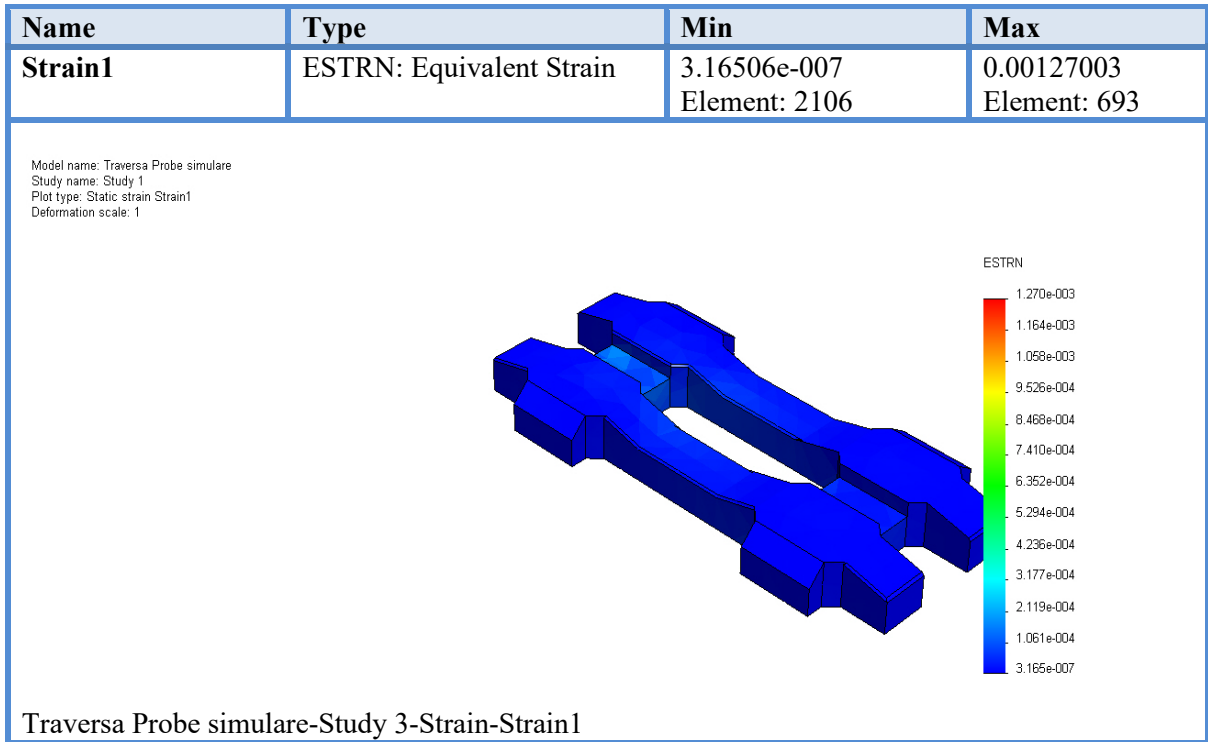 Name Type Min Max
Strain1 ESTRN: Equivalent Strain 3.16506e-007 0.00127003
Element: 2106 Element: 693
Model name: Traversa Probe simulare
Study name: Study 1
Plot type: Static strain Strain1
Deformation scale: 1
ESTRN
1.270e-003
1.164e-003
1.058e-003
9.526e-004
8.468e-004
7.410e-004
6.352e-004
5.294e-004
4.236e-004
3.177e-004
2.119e-004
1.061e-004
3.165e-007
Traversa Probe simulare-Study 3-Strain-Strain1